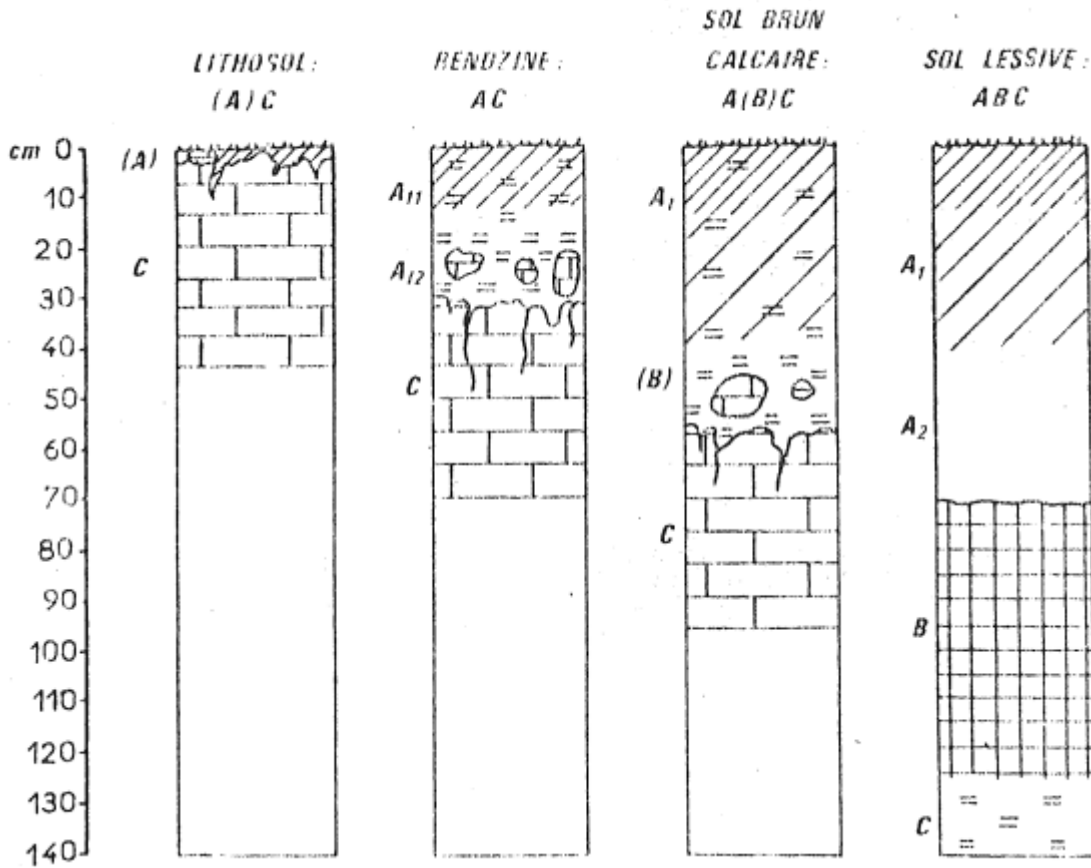 LITHOSOL:
(A) C
RENDZINE:
AC
SOL BRUN
CALCAIRE:
A(B)C
SOL LESSIVE:
ABC
cm 0
10
20
30
40
50
60
70
80
90
100
110
120
130
140
(A)
C
A11
A12
C
A1
(B)
C
A1
A2
B
C